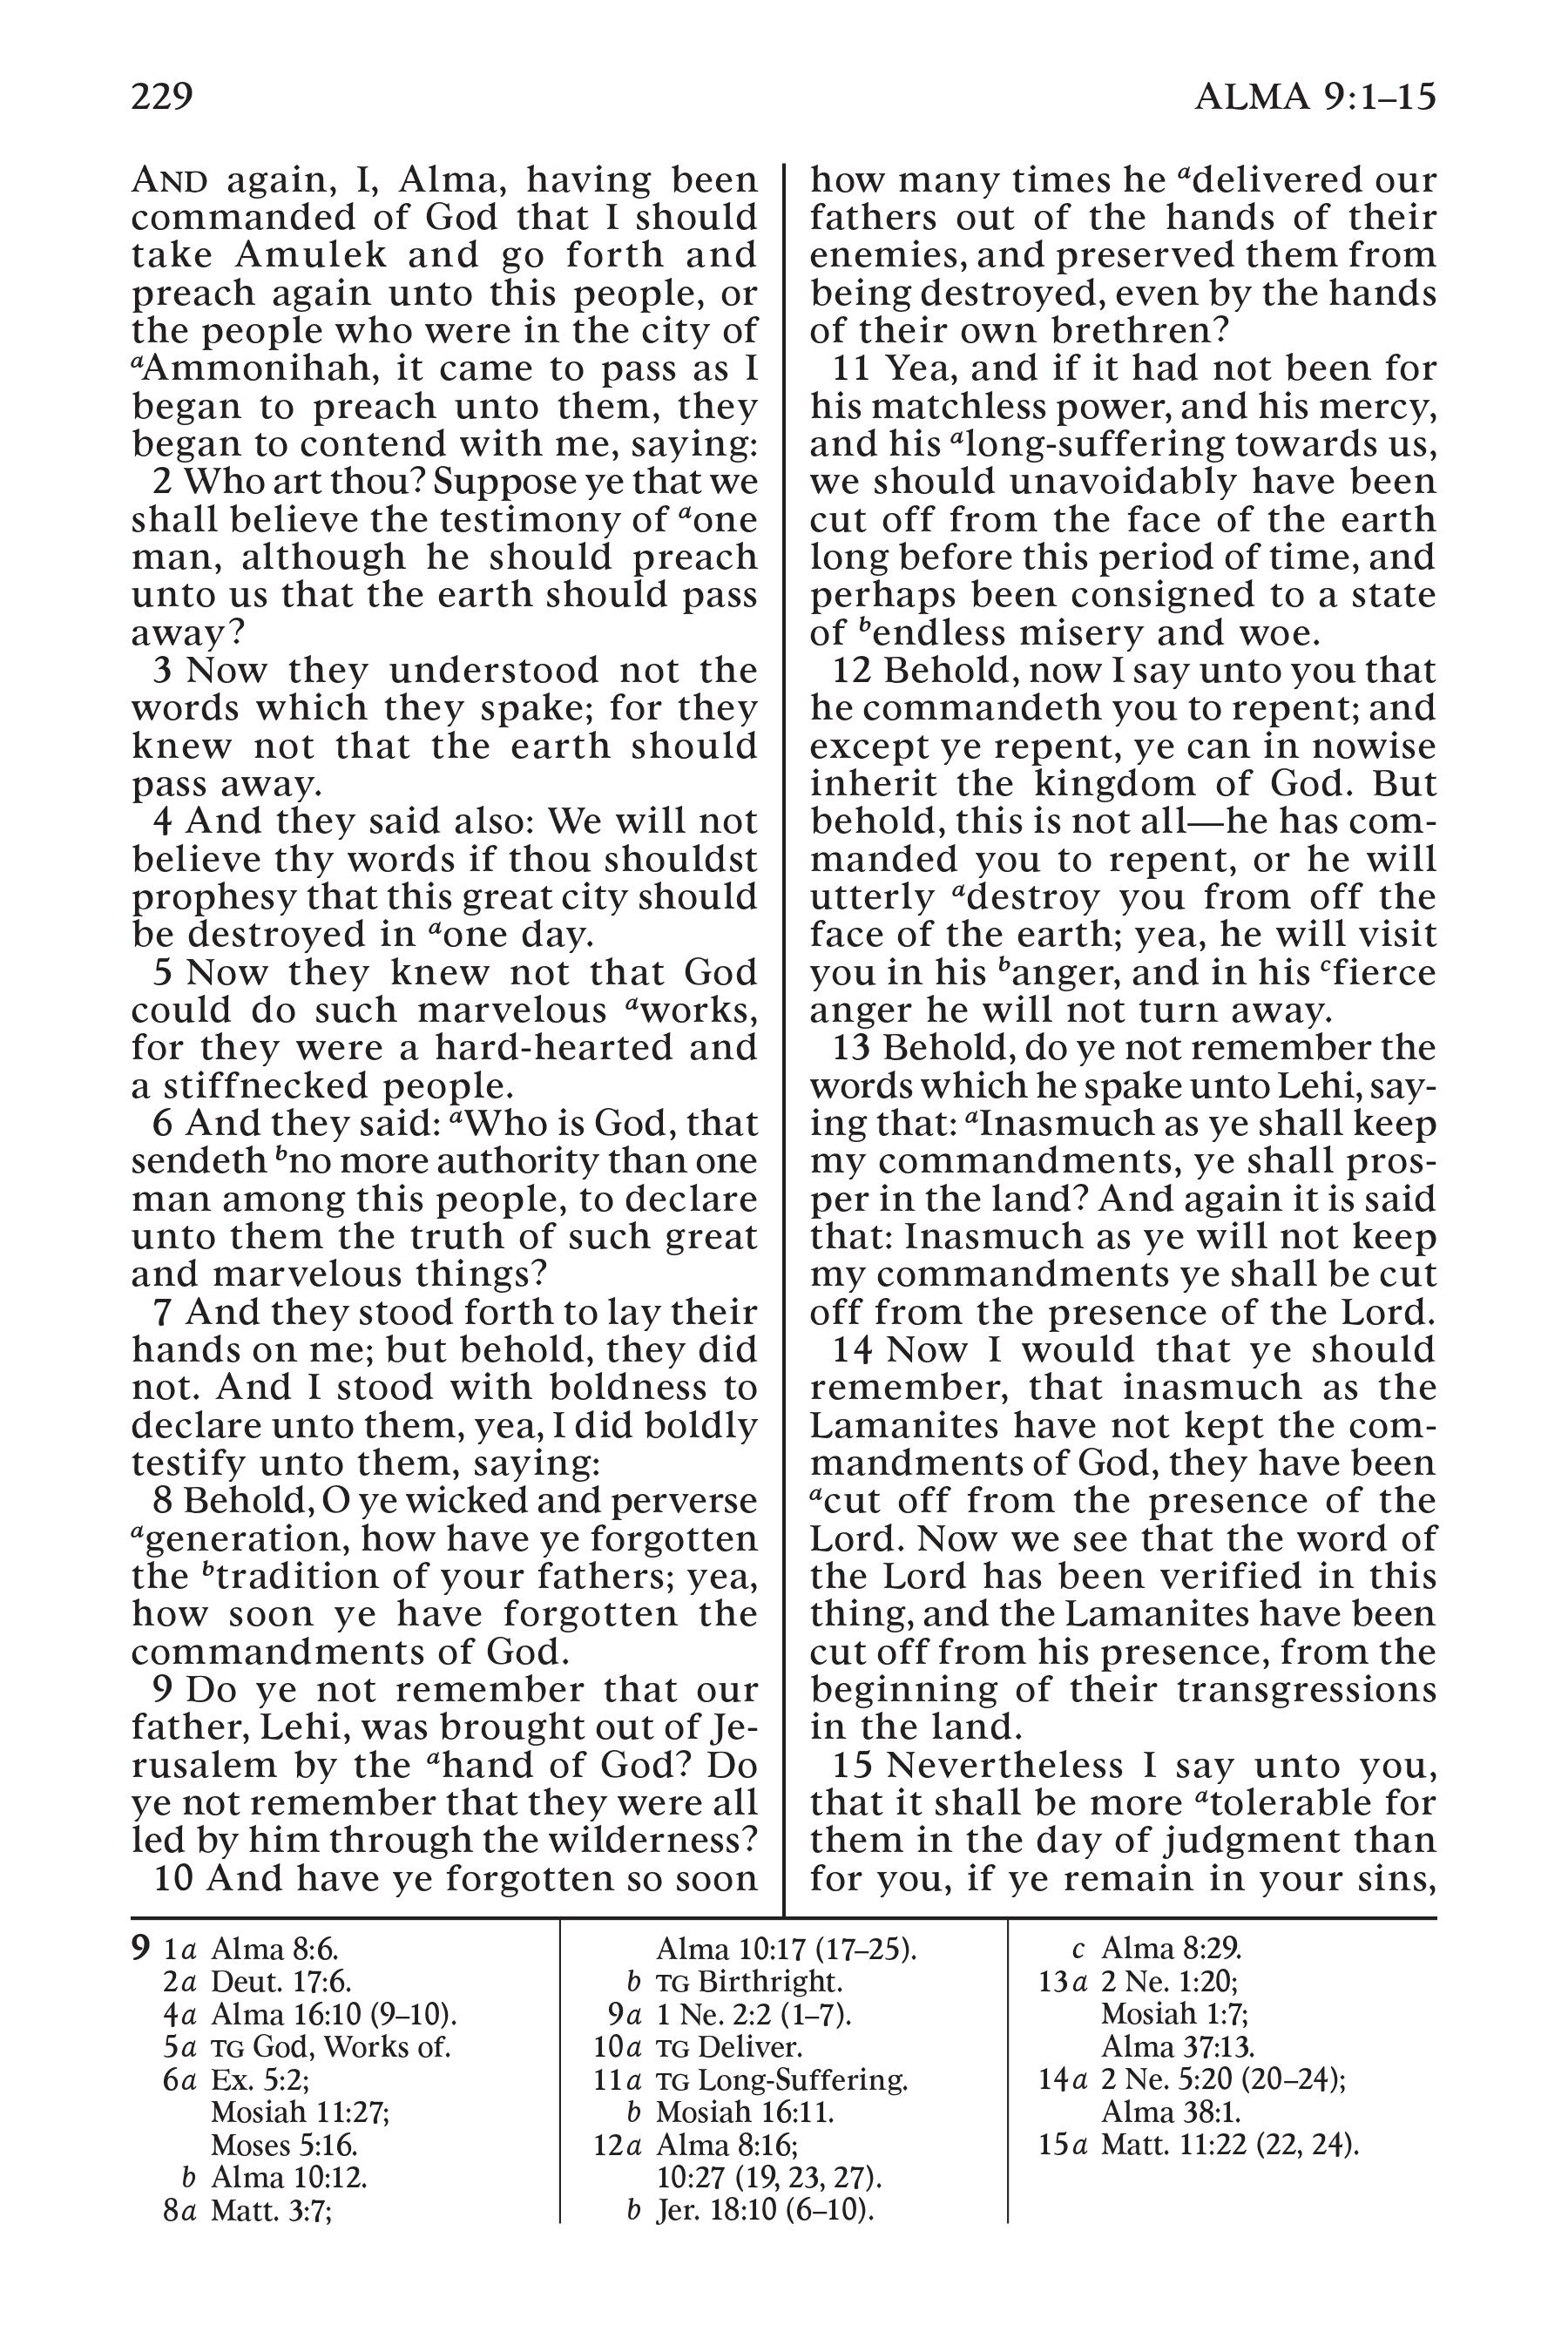 229
ALMA 9:1–15
AND again, I, Alma, having been
commanded of God that I should
take Amulek and go forth and
preach again unto this people, or
the people who were in the city of
aAmmonihah, it came to pass as I
began to preach unto them, they
began to contend with me, saying:
2 Who art thou? Suppose ye that we
shall believe the testimony of aone
man, although he should preach
unto us that the earth should pass
away?
3 Now they understood not the
words which they spake; for they
knew not that the earth should
pass away.
4 And they said also: We will not
believe thy words if thou shouldst
prophesy that this great city should
be destroyed in aone day.
5 Now they knew not that God
could do such marvelous aworks,
for they were a hard-hearted and
a stiffnecked people.
6 And they said: aWho is God, that
sendeth bno more authority than one
man among this people, to declare
unto them the truth of such great
and marvelous things?
7 And they stood forth to lay their
hands on me; but behold, they did
not. And I stood with boldness to
declare unto them, yea, I did boldly
testify unto them, saying:
8 Behold, O ye wicked and perverse
ageneration, how have ye forgotten
the btradition of your fathers; yea,
how soon ye have forgotten the
commandments of God.
9 Do ye not remember that our
father, Lehi, was brought out of Je-
rusalem by the ahand of God? Do
ye not remember that they were all
led by him through the wilderness?
10 And have ye forgotten so soon
how many times he adelivered our
fathers out of the hands of their
enemies, and preserved them from
being destroyed, even by the hands
of their own brethren?
11 Yea, and if it had not been for
his matchless power, and his mercy,
and his along-suffering towards us,
we should unavoidably have been
cut off from the face of the earth
long before this period of time, and
perhaps been consigned to a state
of bendless misery and woe.
12 Behold, now I say unto you that
he commandeth you to repent; and
except ye repent, ye can in nowise
inherit the kingdom of God. But
behold, this is not all—he has com-
manded you to repent, or he will
utterly adestroy you from off the
face of the earth; yea, he will visit
you in his banger, and in his cfierce
anger he will not turn away.
13 Behold, do ye not remember the
words which he spake unto Lehi, say-
ing that: aInasmuch as ye shall keep
my commandments, ye shall pros-
per in the land? And again it is said
that: Inasmuch as ye will not keep
my commandments ye shall be cut
off from the presence of the Lord.
14 Now I would that ye should
remember, that inasmuch as the
Lamanites have not kept the com-
mandments of God, they have been
acut off from the presence of the
Lord. Now we see that the word of
the Lord has been verified in this
thing, and the Lamanites have been
cut off from his presence, from the
beginning of their transgressions
in the land.
15 Nevertheless I say unto you,
that it shall be more atolerable for
them in the day of judgment than
for you, if ye remain in your sins,
9 1a Alma 8:6.
2a Deut. 17:6.
4a Alma 16:10 (9–10).
5a TG God, Works of.
6a Ex. 5:2;
Mosiah 11:27;
Moses 5:16.
b Alma 10:12.
8a Matt. 3:7;
Alma 10:17 (17–25).
b TG Birthright.
9a 1 Ne. 2:2 (1–7).
10a TG Deliver.
11a TG Long-Suffering.
b Mosiah 16:11.
12a Alma 8:16;
10:27 (19, 23, 27).
b Jer. 18:10 (6–10).
c Alma 8:29.
13a 2 Ne. 1:20;
Mosiah 1:7;
Alma 37:13.
14a 2 Ne. 5:20 (20–24);
Alma 38:1.
15a Matt. 11:22 (22, 24).